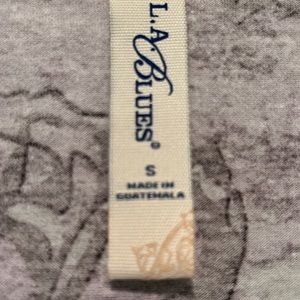 L.A. BLUES®
S
MADE IN
GUATEMALA